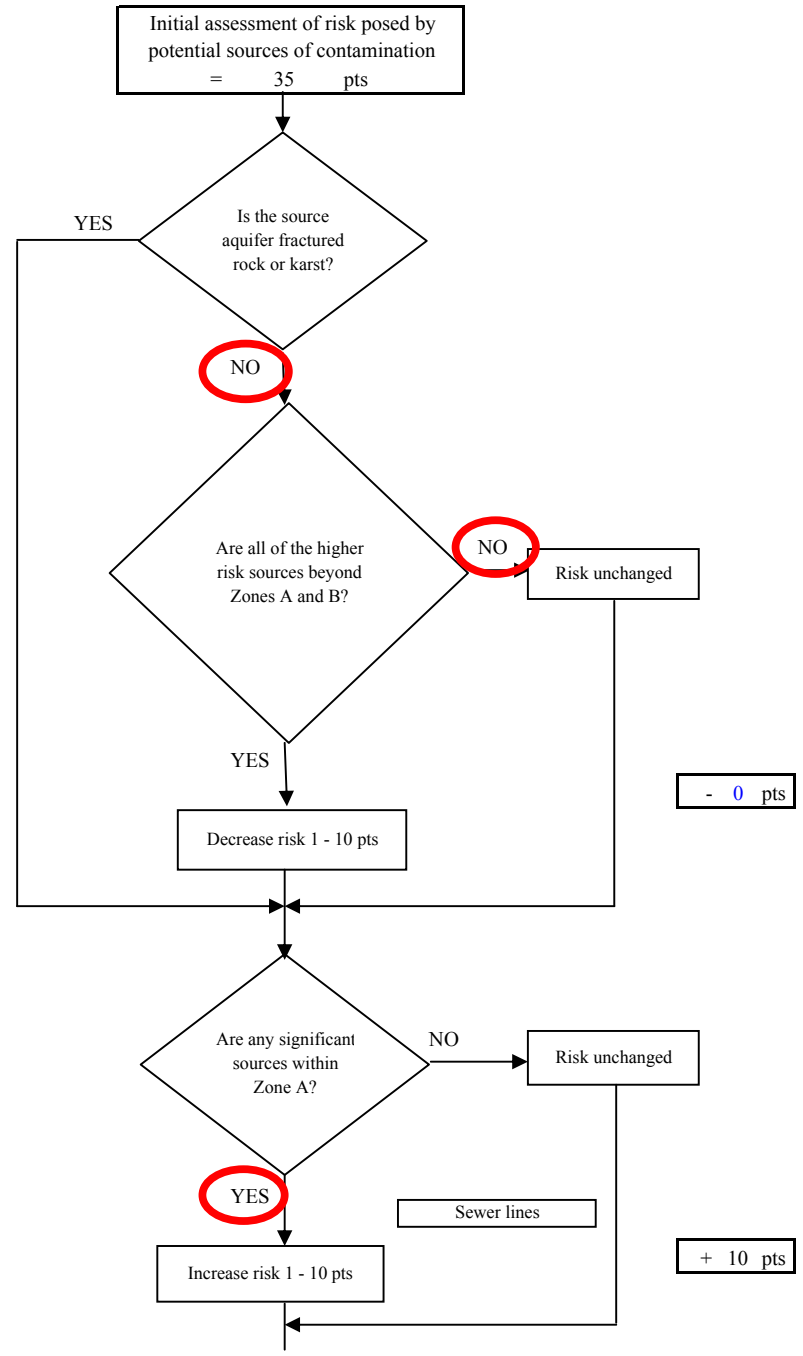 Initial assessment of risk posed by
potential sources of contamination
= 35 pts
YES
Is the source
aquifer fractured
rock or karst?
NO
Are all of the higher
risk sources beyond
Zones A and B?
NO
Risk unchanged
YES
- 0 pts
Decrease risk 1 - 10 pts
Are any significant
sources within
Zone A?
NO
Risk unchanged
YES
Sewer lines
+ 10 pts
Increase risk 1 - 10 pts